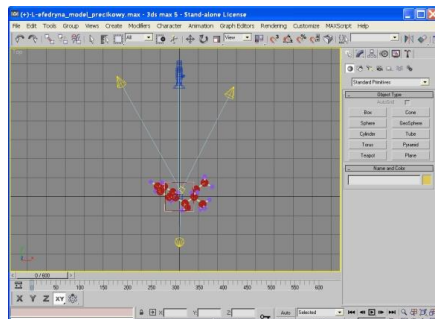 (+)-L-efedryna_model_precikowy.max - 3ds max 5 - Stand-alone License
File Edit Tools Group Views Create Modifiers Character Animation Graph Editors Rendering Customize MAXScript Help
All View
Standard Primitives
Object Type
AutoGrid
Box Cone
Sphere GeoSphere
Cylinder Tube
Torus Pyramid
Teapot Plane
Name and Color
0 / 600
50 100 150 200 250 300 350 400 450 500 550 600
X Y Z XY
X Y Z Auto Selected